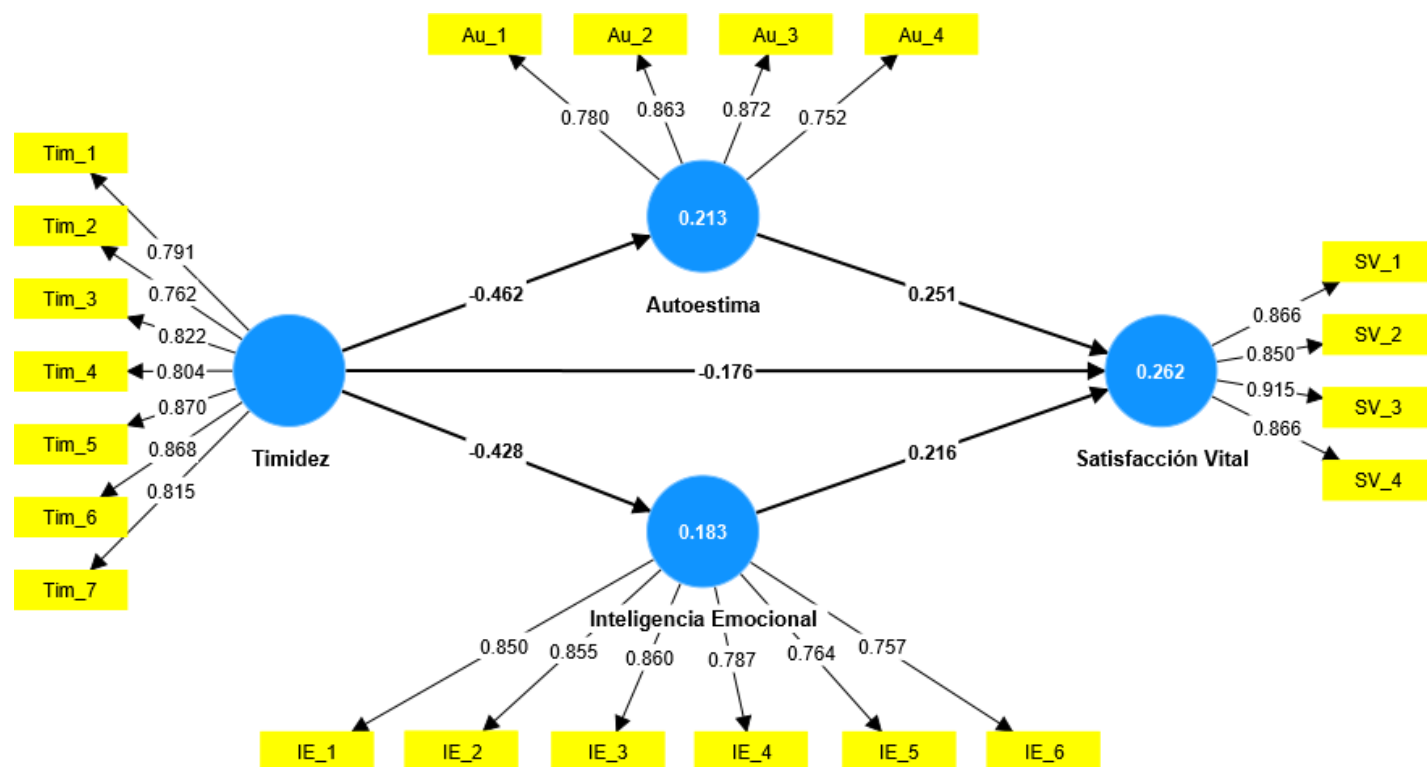 Au_1 Au_2 Au_3 Au_4
0.780 0.863 0.872 0.752
Tim_1
Tim_2
Tim_3
Tim_4
Tim_5
Tim_6
Tim_7
0.791
0.762
0.822
0.804
0.870
0.868
0.815
Timidez
-0.462
-0.176
-0.428
0.213
Autoestima
0.251
0.216
0.183
Inteligencia Emocional
0.850 0.855 0.860 0.787 0.764 0.757
IE_1 IE_2 IE_3 IE_4 IE_5 IE_6
0.262
Satisfacción Vital
0.866
0.850
0.915
0.866
SV_1
SV_2
SV_3
SV_4